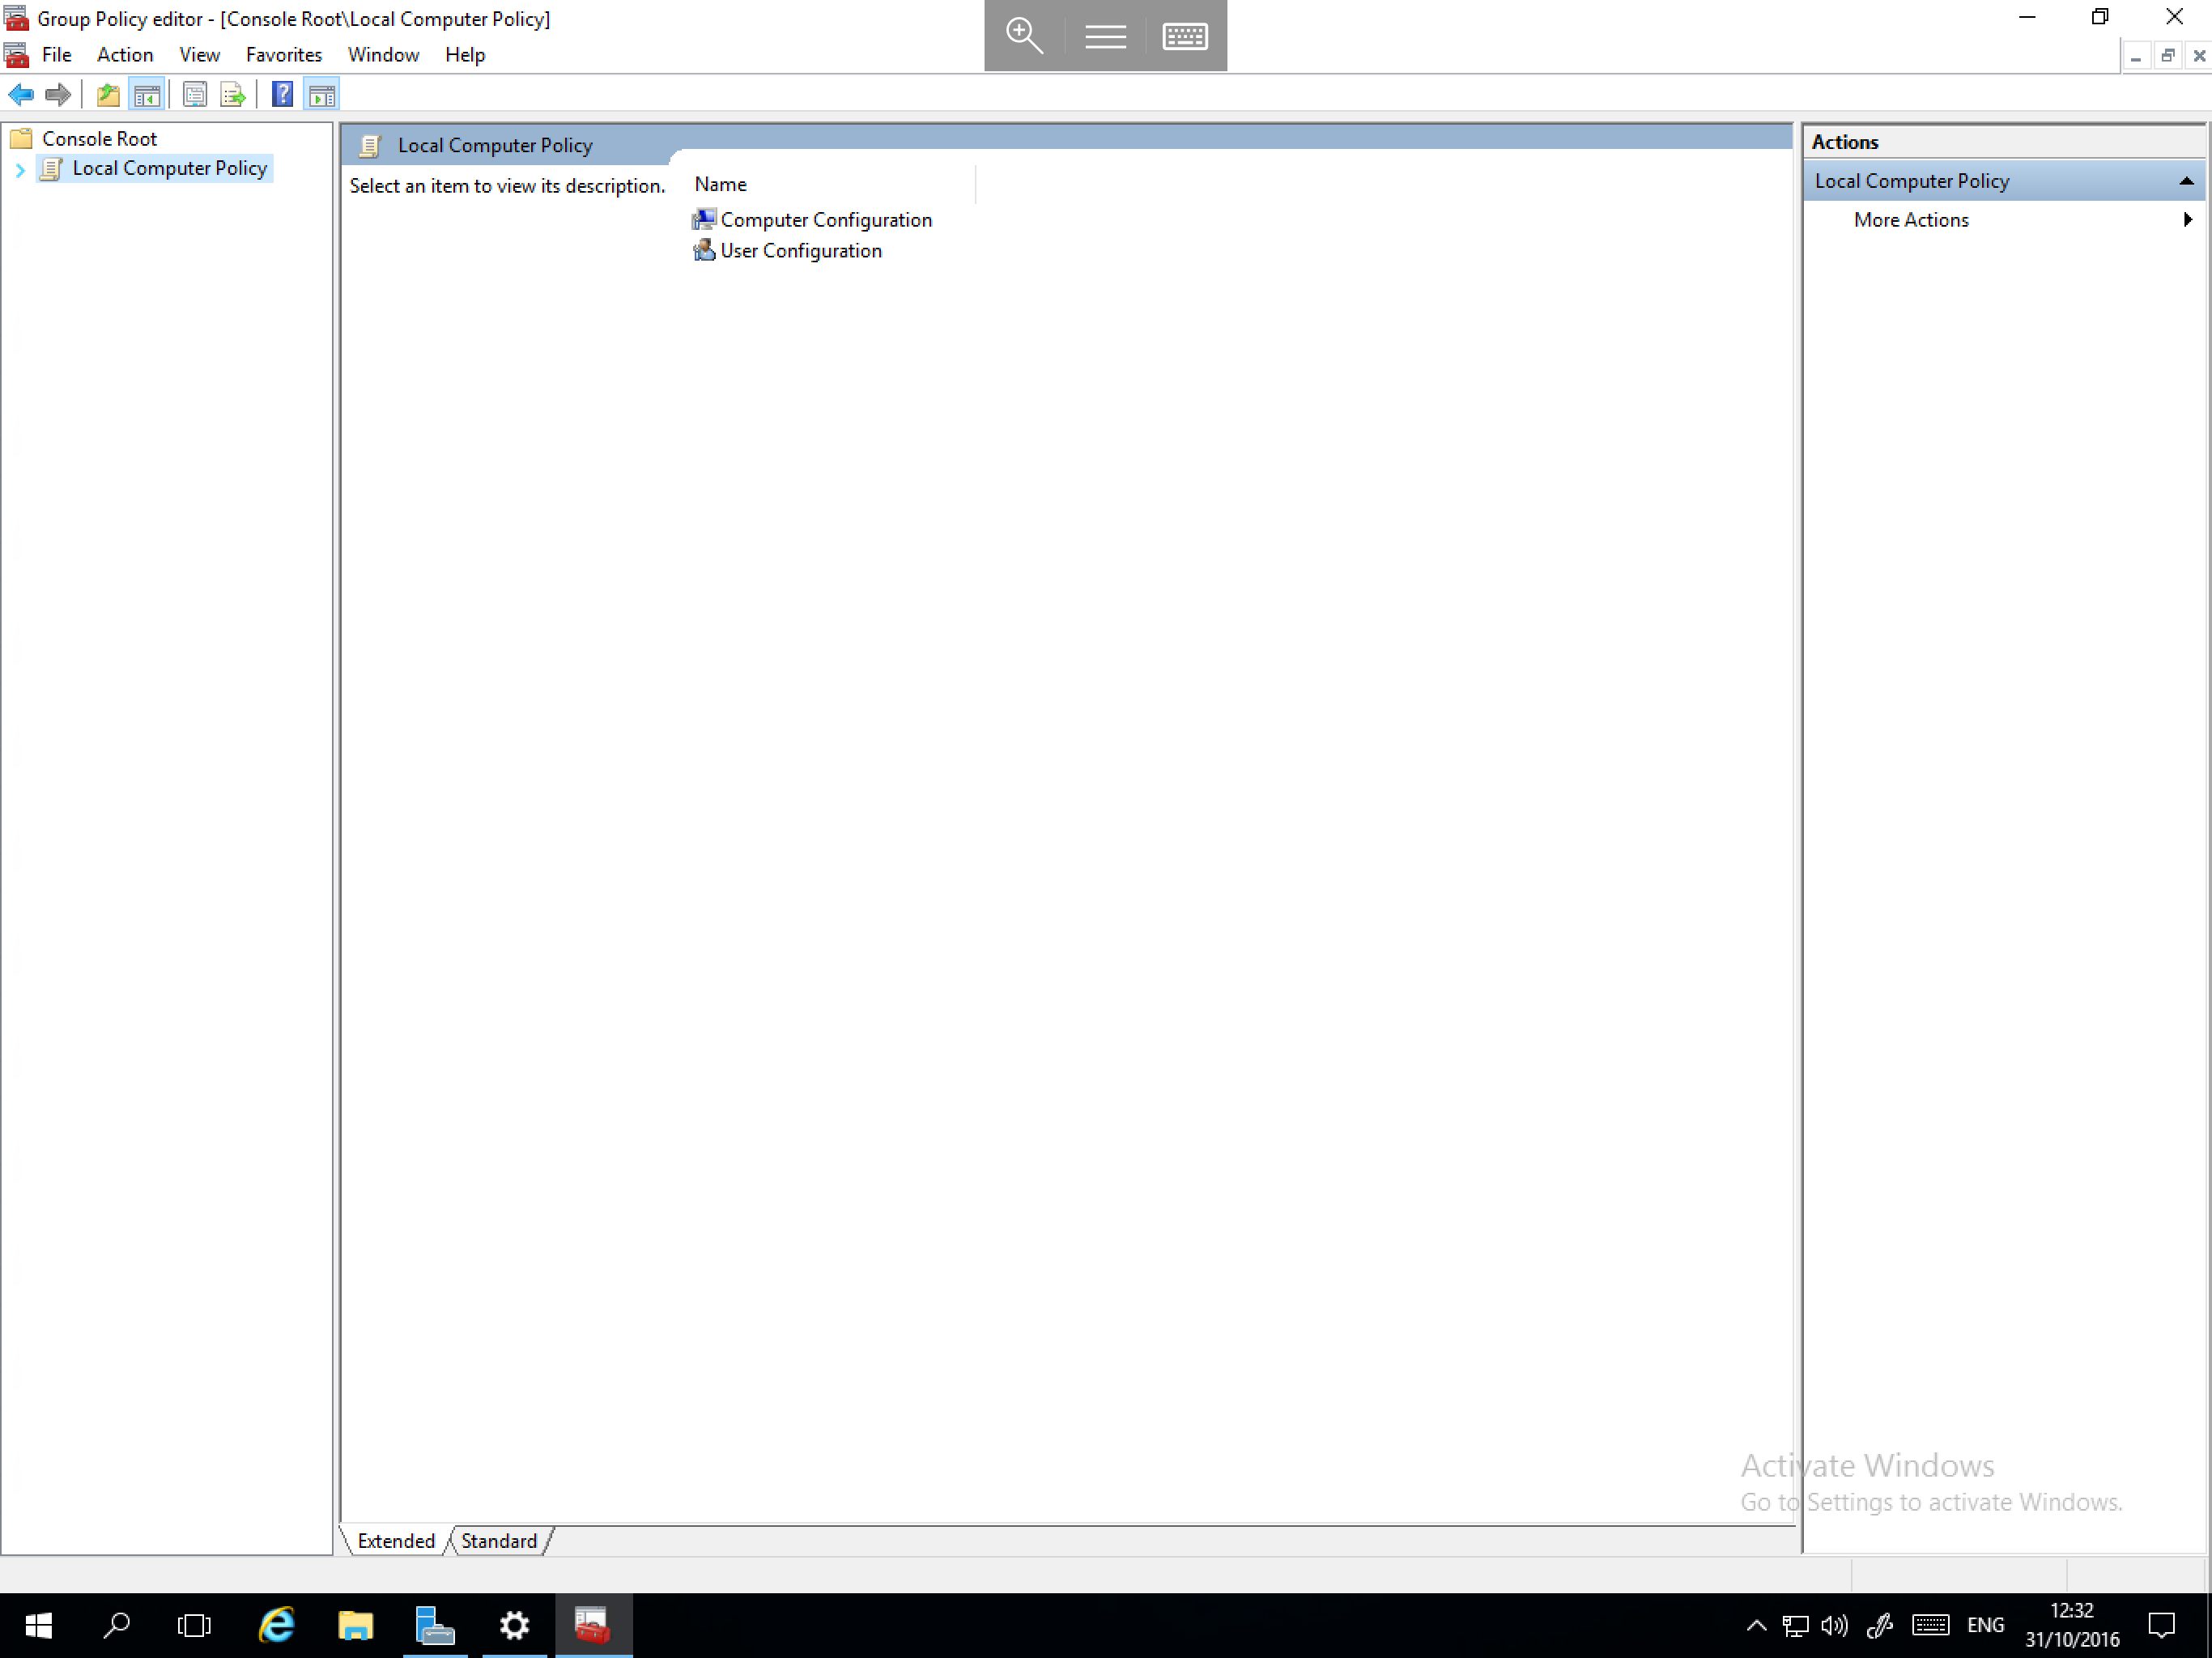 Group Policy editor - [Console Root\Local Computer Policy]
File Action View Favorites Window Help
Console Root
Local Computer Policy
Local Computer Policy
Select an item to view its description.
Name
Computer Configuration
User Configuration
Actions
Local Computer Policy
More Actions
Activate Windows
Go to Settings to activate Windows.
Extended Standard
ENG
12:32
31/10/2016